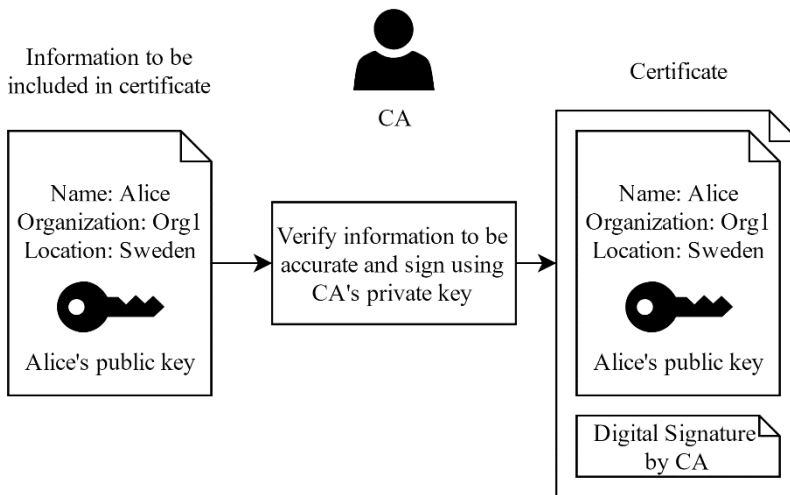 Information to be
included in certificate
Name: Alice
Organization: Org1
Location: Sweden
Alice's public key
CA
Verify information to be
accurate and sign using
CA's private key
Certificate
Name: Alice
Organization: Org1
Location: Sweden
Alice's public key
Digital Signature
by CA